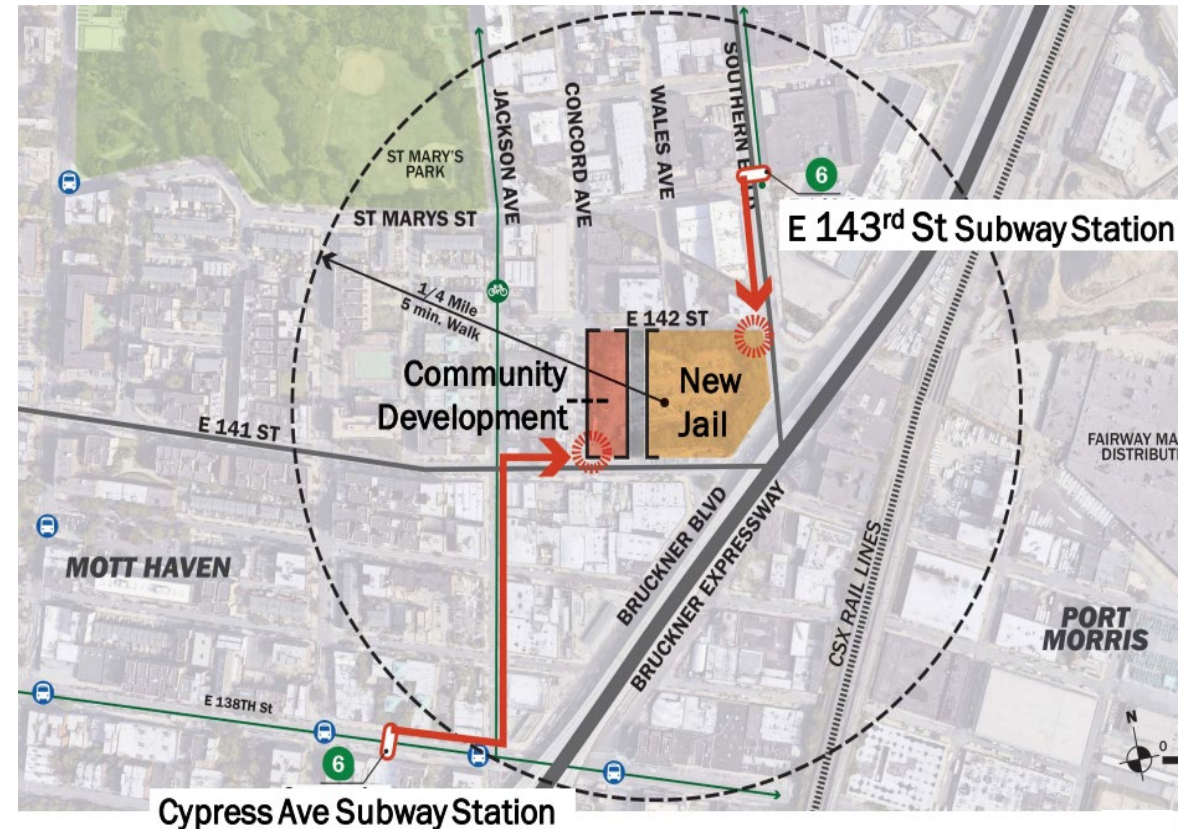 JACKSON AVE
CONCORD AVE
WALES AVE
SOUTHERN BLVD
ST MARY'S
PARK
ST MARYS ST
6
E 143rd St Subway Station
1/4 Mile
5 min. Walk
E 142 ST
Community
Development
New
Jail
E 141 ST
FAIRWAY
BRUCKNER BLVD
BRUCKNER EXPRESSWAY
CSX RAIL LINES
MOTT HAVEN
PORT
MORRIS
E 138TH St
6
N
0
Cypress Ave Subway Station